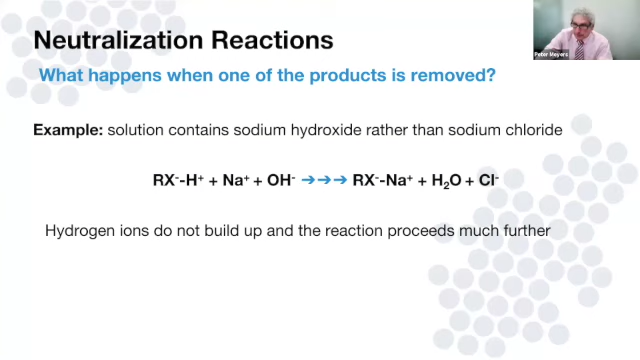 Neutralization Reactions
Peter Meyers
What happens when one of the products is removed?
Example: solution contains sodium hydroxide rather than sodium chloride
RX⁻-H⁺ + Na⁺ + OH⁻ ➔➔➔ RX⁻-Na⁺ + H₂O + Cl⁻
Hydrogen ions do not build up and the reaction proceeds much further